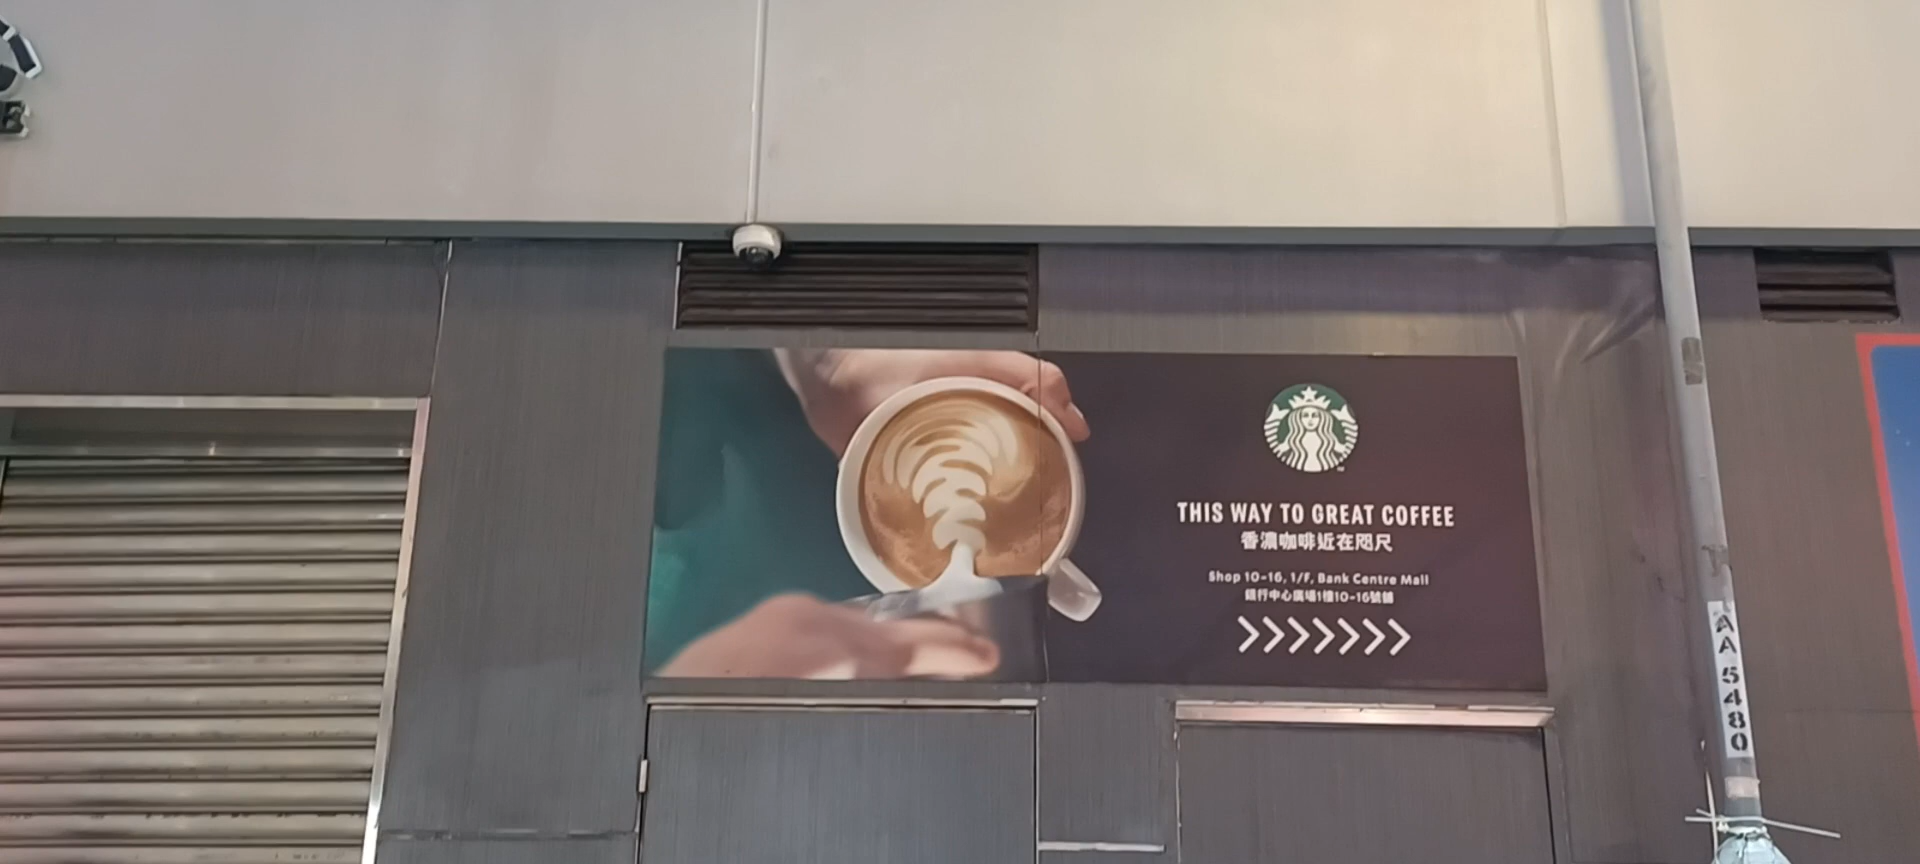 THIS WAY TO GREAT COFFEE
香濃咖啡近在咫尺
Shop 10-16, 1/F, Bank Centre Mall
銀行中心廣場1樓10-16號舖
AA5480